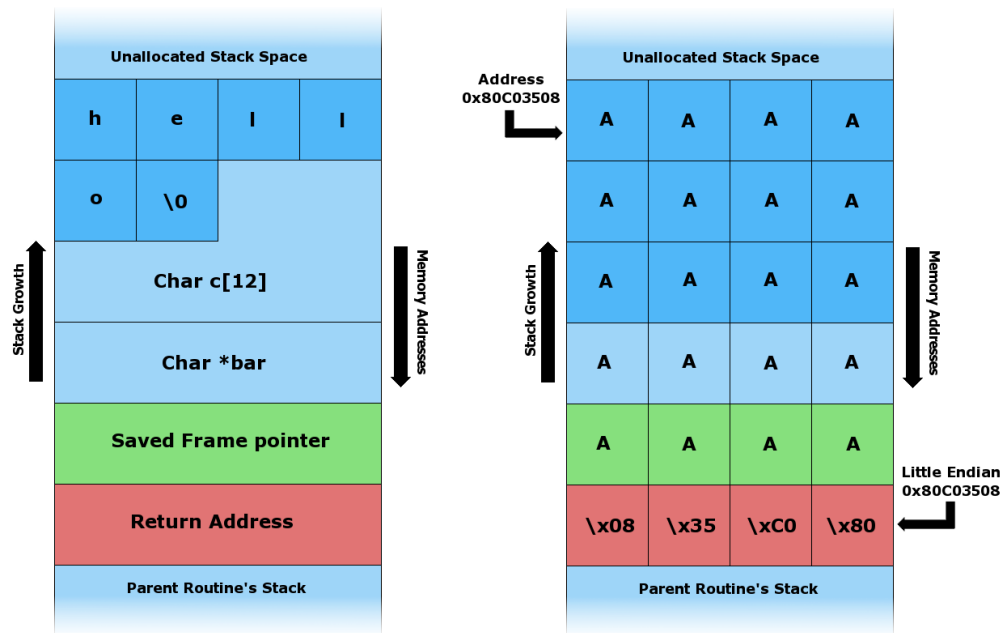 Unallocated Stack Space
h e l l
o \0
Char c[12]
Char *bar
Saved Frame pointer
Return Address
Parent Routine's Stack
Stack Growth
Memory Addresses
Unallocated Stack Space
Address
0x80C03508
A A A A
A A A A
A A A A
A A A A
A A A A
\x08 \x35 \xC0 \x80
Parent Routine's Stack
Stack Growth
Memory Addresses
Little Endian
0x80C03508